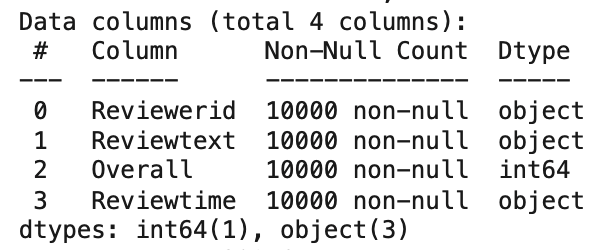 Data columns (total 4 columns):
 #   Column      Non-Null Count  Dtype
---  ------      --------------  -----
 0   Reviewerid  10000 non-null  object
 1   Reviewtext  10000 non-null  object
 2   Overall     10000 non-null  int64
 3   Reviewtime  10000 non-null  object
dtypes: int64(1), object(3)